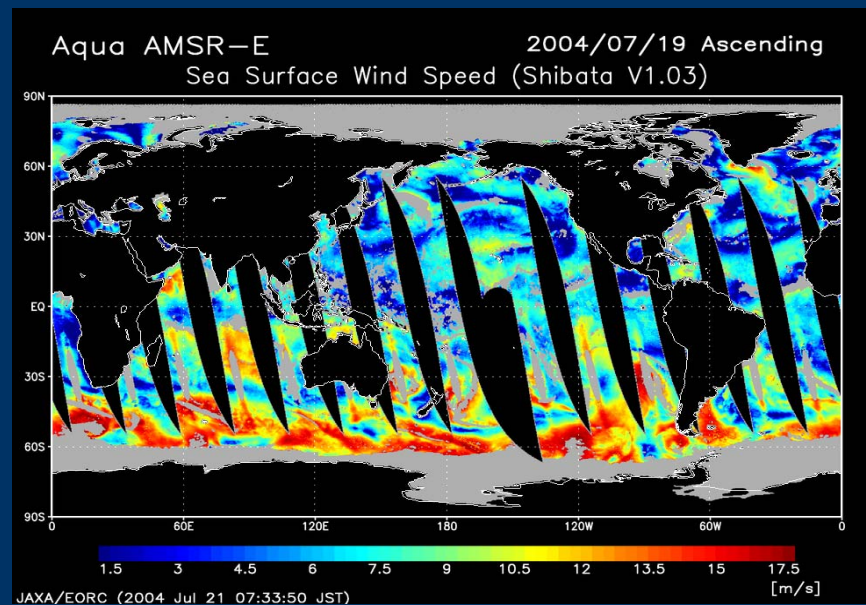 Aqua AMSR-E 2004/07/19 Ascending
Sea Surface Wind Speed (Shibata V1.03)
90N
60N
30N
EQ
30S
60S
90S
0 60E 120E 180 120W 60W 0
1.5 3 4.5 6 7.5 9 10.5 12 13.5 15 17.5
[m/s]
JAXA/EORC (2004 Jul 21 07:33:50 JST)